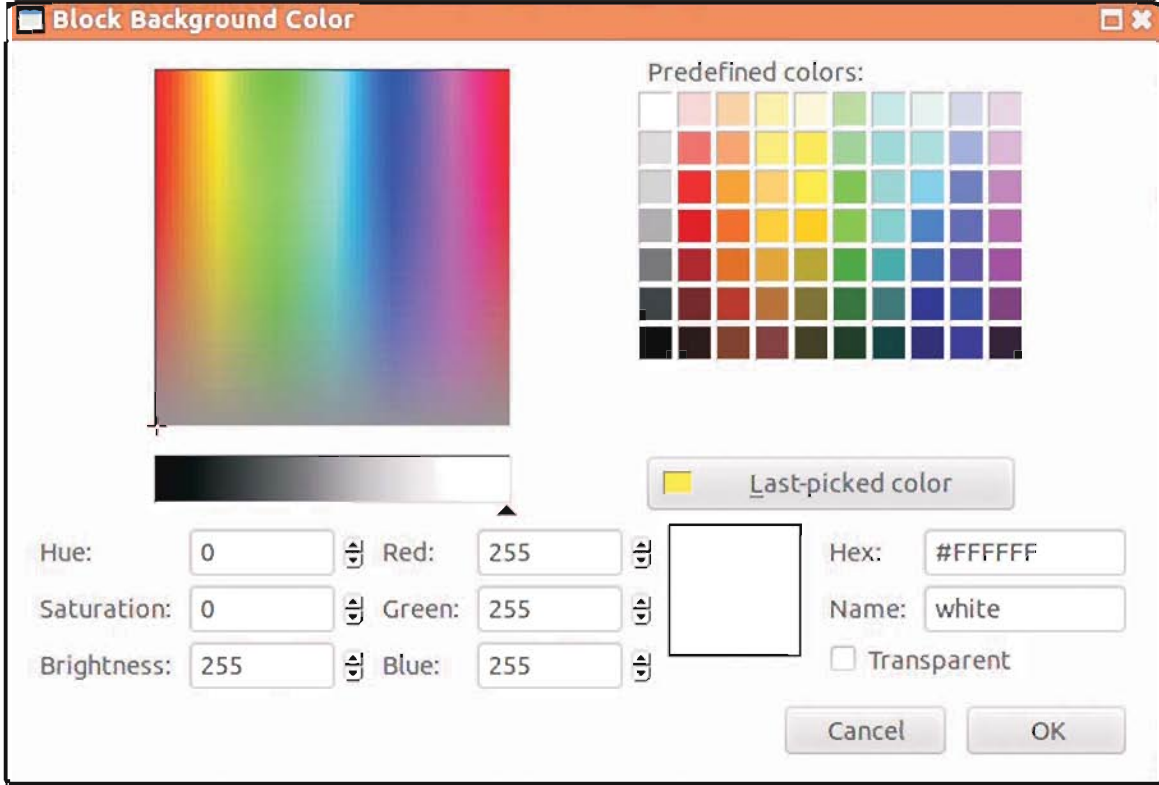 Block Background Color
Predefined colors:
Last-picked color
Hue: 0 Red: 255 Hex: #FFFFFF
Saturation: 0 Green: 255 Name: white
Brightness: 255 Blue: 255 Transparent
Cancel OK